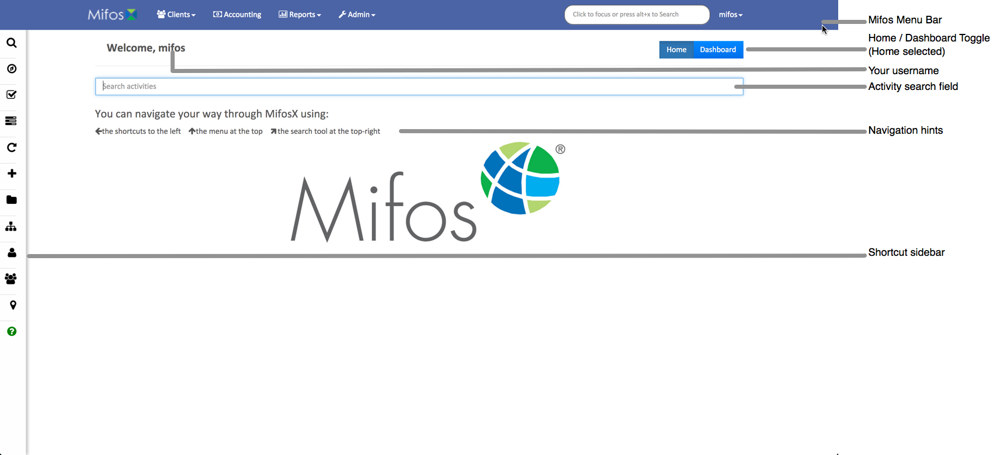 Mifos Clients Accounting Reports Admin Click to focus or press alt+x to Search mifos
Mifos Menu Bar
Welcome, mifos
Home Dashboard
Home / Dashboard Toggle
(Home selected)
Your username
Search activities
Activity search field
You can navigate your way through MifosX using:
the shortcuts to the left the menu at the top the search tool at the top-right
Navigation hints
Mifos ®
Shortcut sidebar